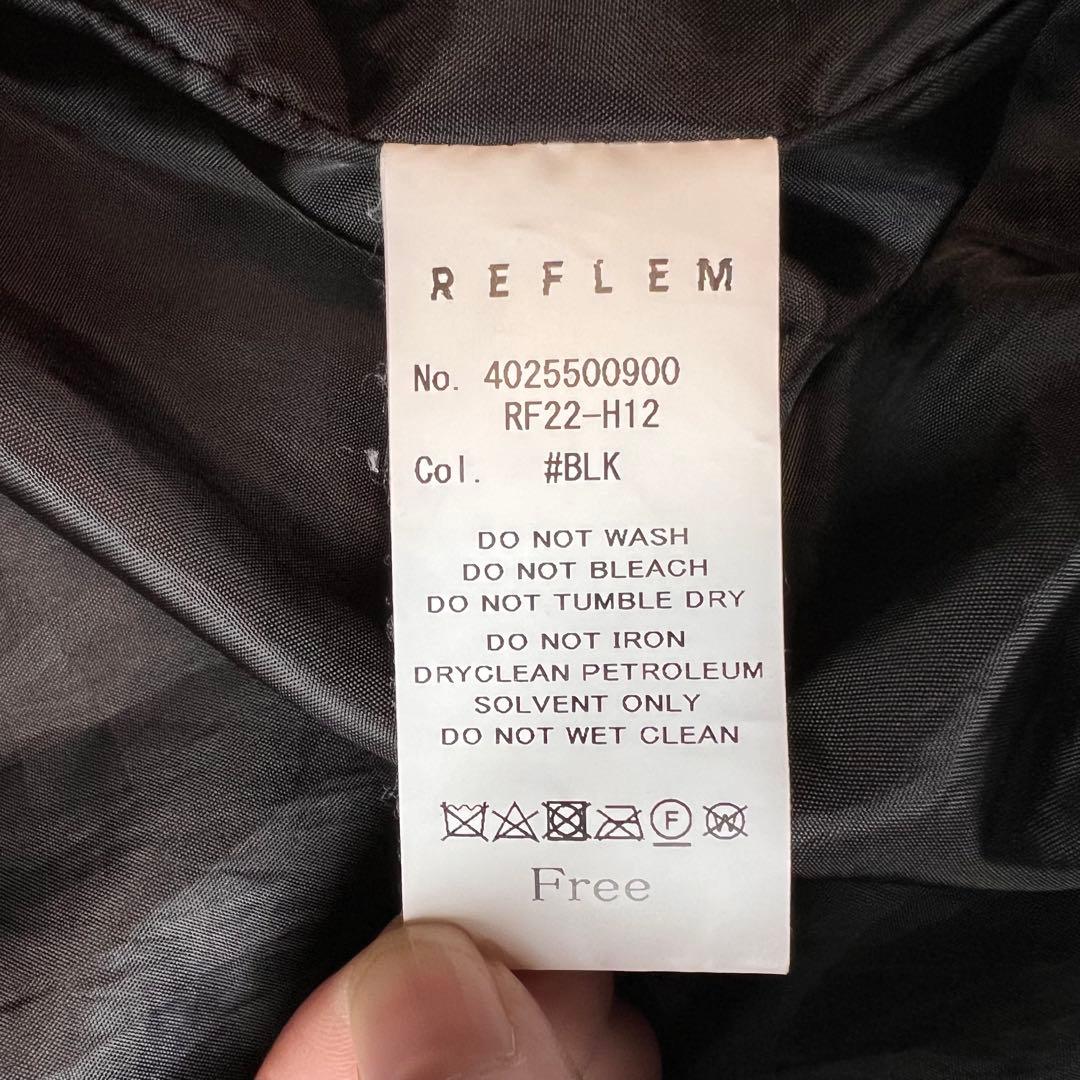 REFLEM
No. 4025500900
RF22-H12
Col. #BLK
DO NOT WASH
DO NOT BLEACH
DO NOT TUMBLE DRY
DO NOT IRON
DRYCLEAN PETROLEUM
SOLVENT ONLY
DO NOT WET CLEAN
F W
Free